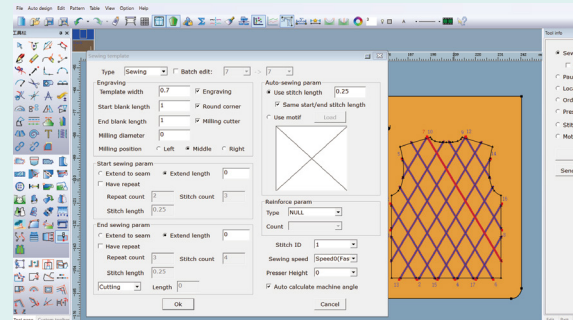 File Auto design Edit Pattern Table View Option Help
Sewing template
Type Sewing Batch edit: 7 - > 7
Engraving
Template width 0.7 Engraving
Start blank length 1 Round corner
End blank length 1 Milling cutter
Milling diameter 0
Milling position Left Middle Right
Start sewing param
Extend to seam Extend length 0
Have repeat
Repeat count 2 Stitch count 3
Stitch length 0.25
End sewing param
Extend to seam Extend length 0
Have repeat
Repeat count 3 Stitch count 4
Stitch length 0.25
Cutting Length 0
Ok
Auto-sewing param
Use stitch length 0.25
Same start/end stitch length
Use motif Load
Reinforce param
Type NULL
Count
Stitch ID 1
Sewing speed Speed0(Fas
Presser Height 0
Auto calculate machine angle
Cancel
Tool-info
Sew
Pau
Loca
Ord
Pres
Stit
Mot
Send